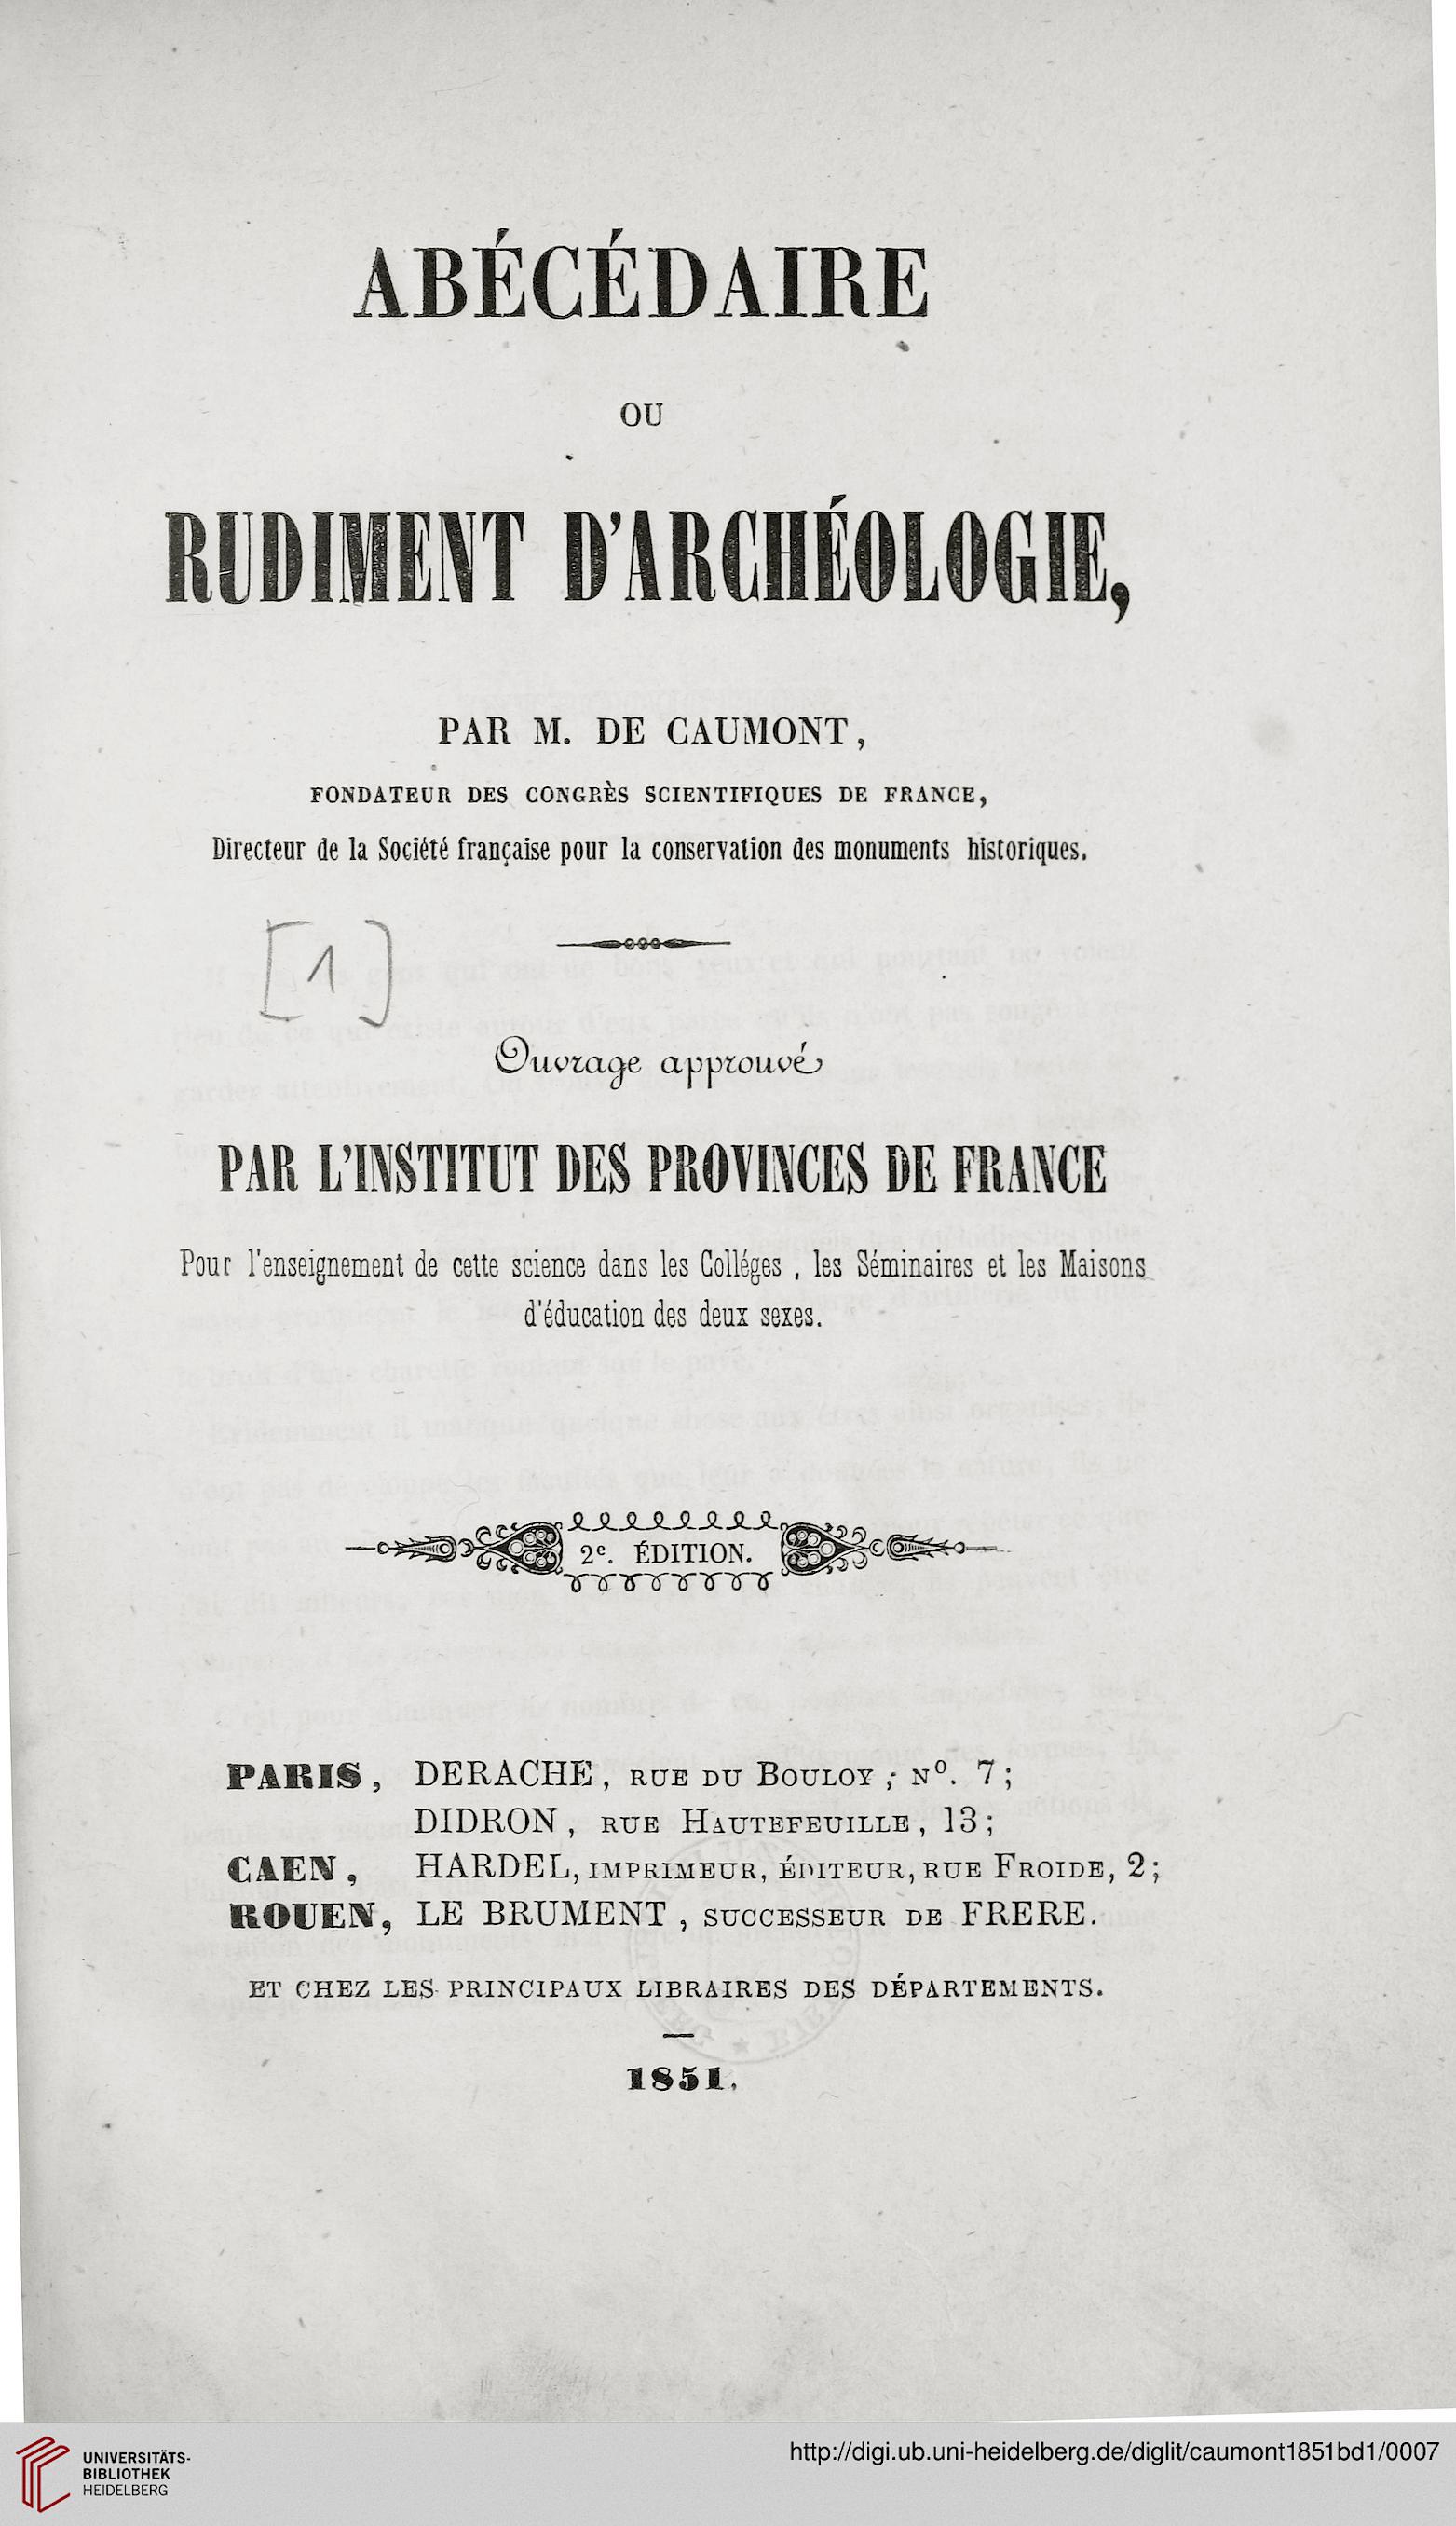 ABÉCÉDAIRE
OU
RUDIMENT D'ARCHÉOLOGIE,
PAR M. DE CAUMONT,
FONDATEUR DES CONGRÈS SCIENTIFIQUES DE FRANCE,
Directeur de la Société française pour la conservation des monuments historiques.
[1]
Ouvrage approuvé
PAR L'INSTITUT DES PROVINCES DE FRANCE
Pour l'enseignement de cette science dans les Colléges, les Séminaires et les Maisons
d'éducation des deux sexes.
2e. ÉDITION.
PARIS, DERACHE, RUE DU BOULOY, No. 7;
DIDRON, RUE HAUTEFEUILLE, 13;
CAEN, HARDEL, IMPRIMEUR, ÉDITEUR, RUE FROIDE, 2;
ROUEN, LE BRUMENT, SUCCESSEUR DE FRERE.
ET CHEZ LES PRINCIPAUX LIBRAIRES DES DÉPARTEMENTS.
1851.
UNIVERSITÄTS-
BIBLIOTHEK
HEIDELBERG
http://digi.ub.uni-heidelberg.de/diglit/caumont1851bd1/0007